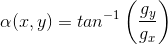 α(x, y) = tan⁻¹ (g_y / g_x)